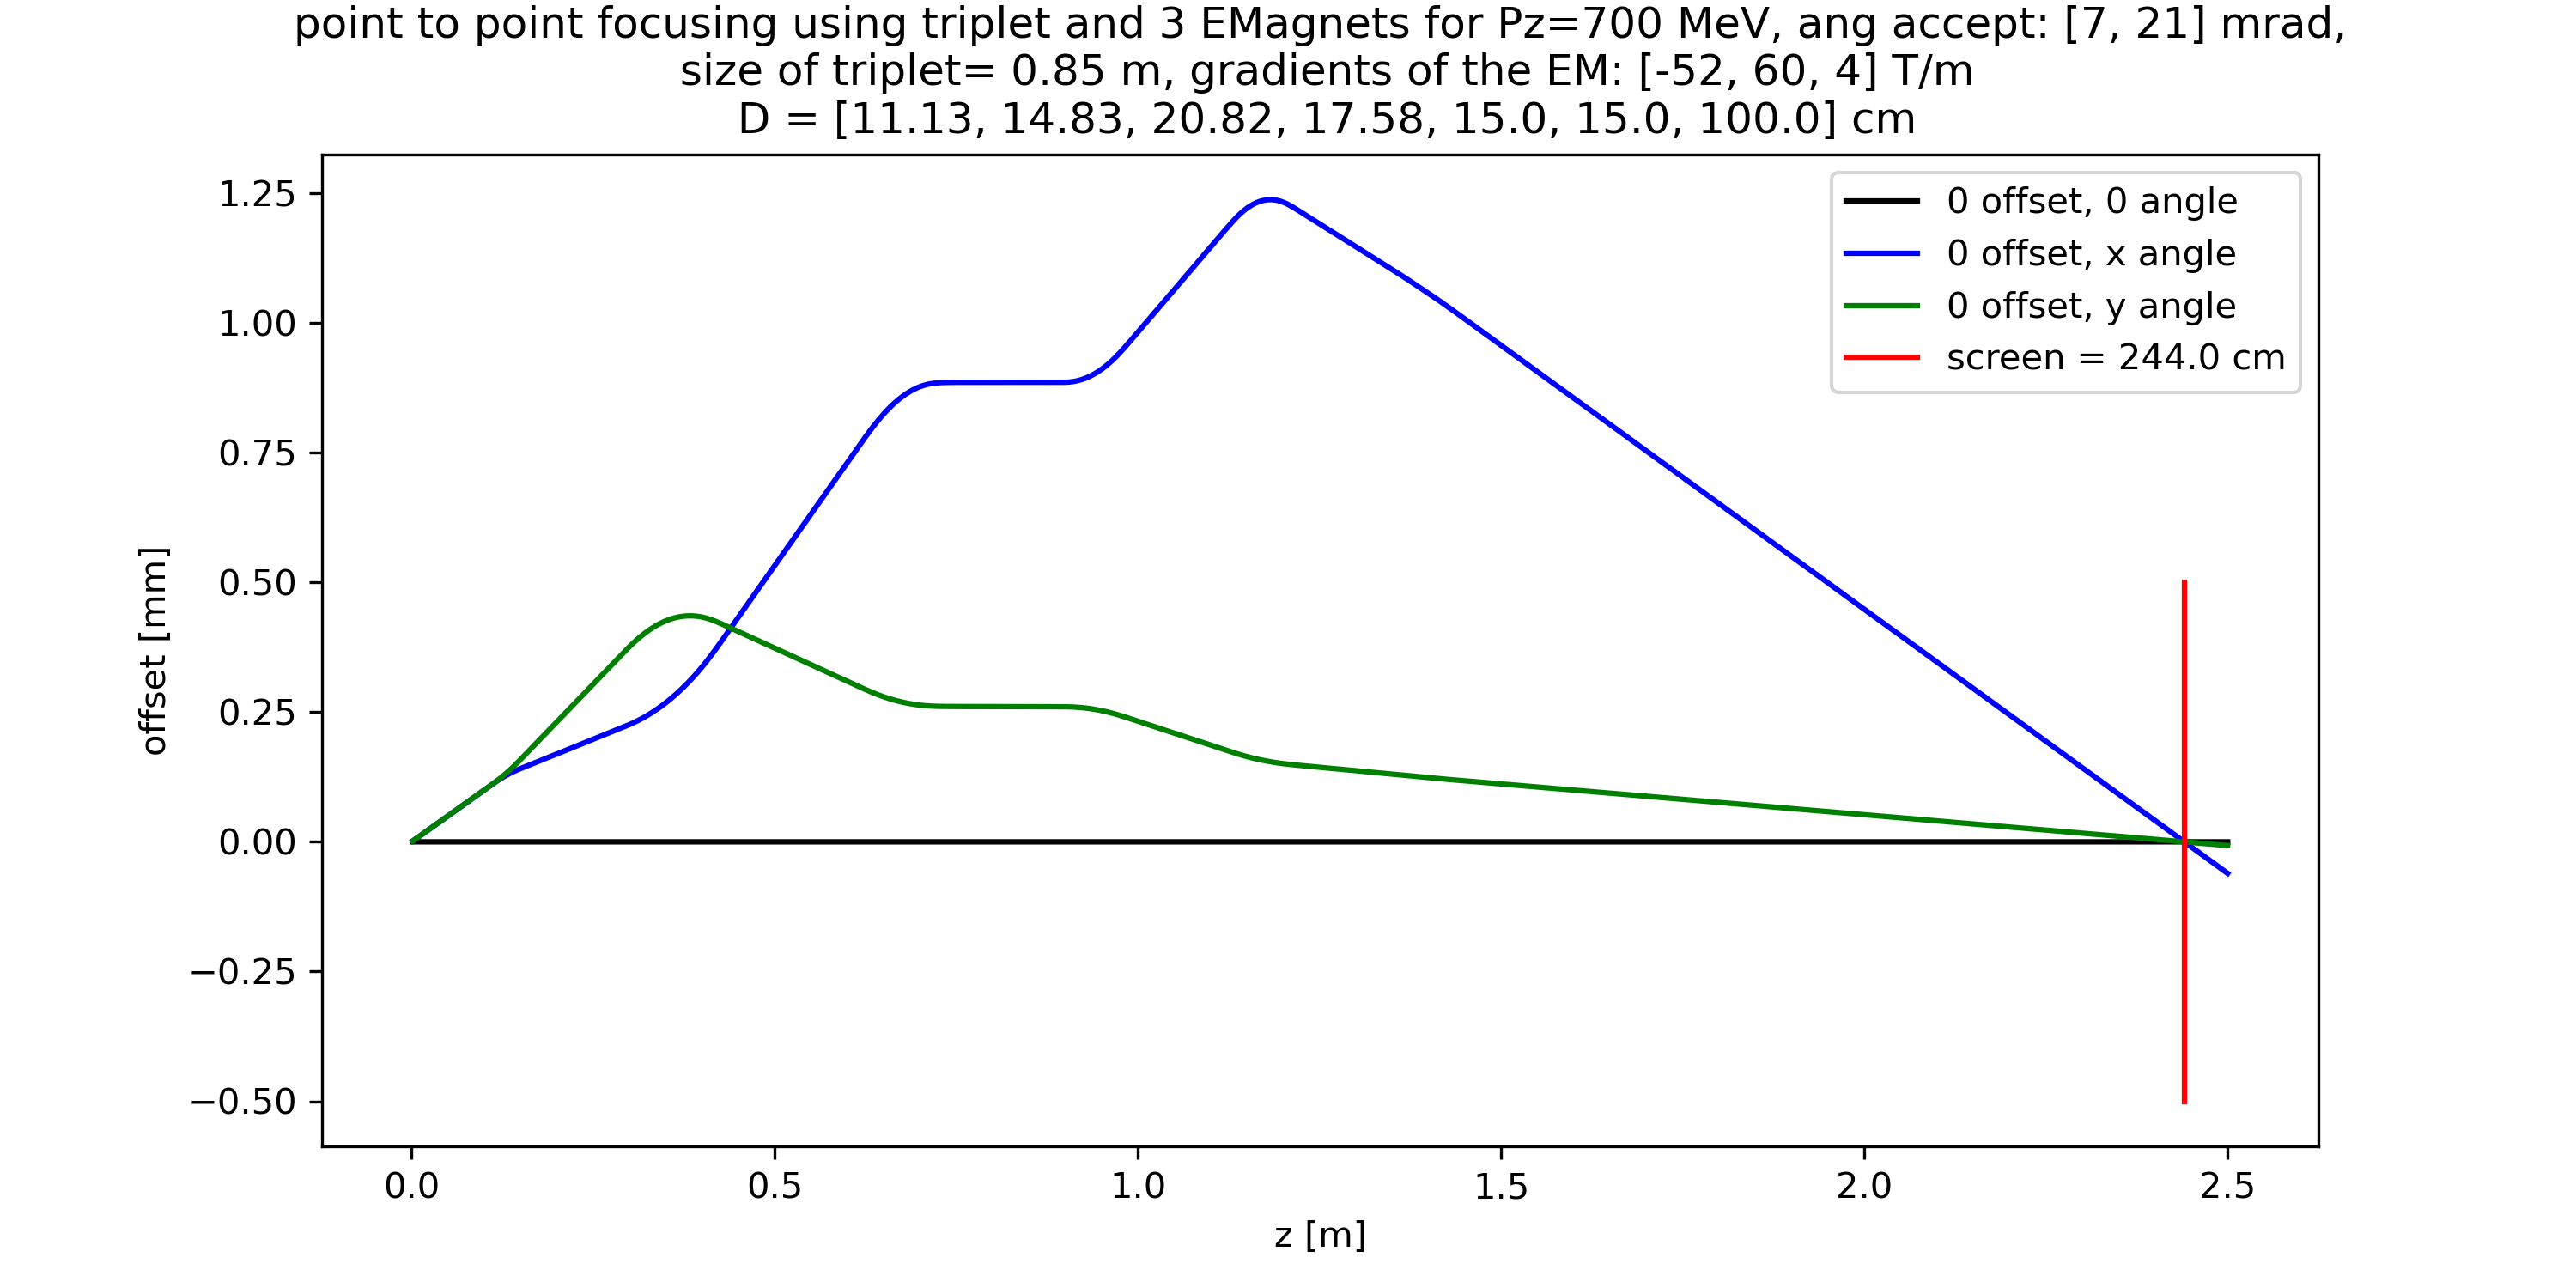 point to point focusing using triplet and 3 EMagnets for Pz=700 MeV, ang accept: [7, 21] mrad,
size of triplet= 0.85 m, gradients of the EM: [-52, 60, 4] T/m
D = [11.13, 14.83, 20.82, 17.58, 15.0, 15.0, 100.0] cm
0 offset, 0 angle
0 offset, x angle
0 offset, y angle
screen = 244.0 cm
offset [mm]
1.25
1.00
0.75
0.50
0.25
0.00
−0.25
−0.50
0.0
0.5
1.0
1.5
2.0
2.5
z [m]